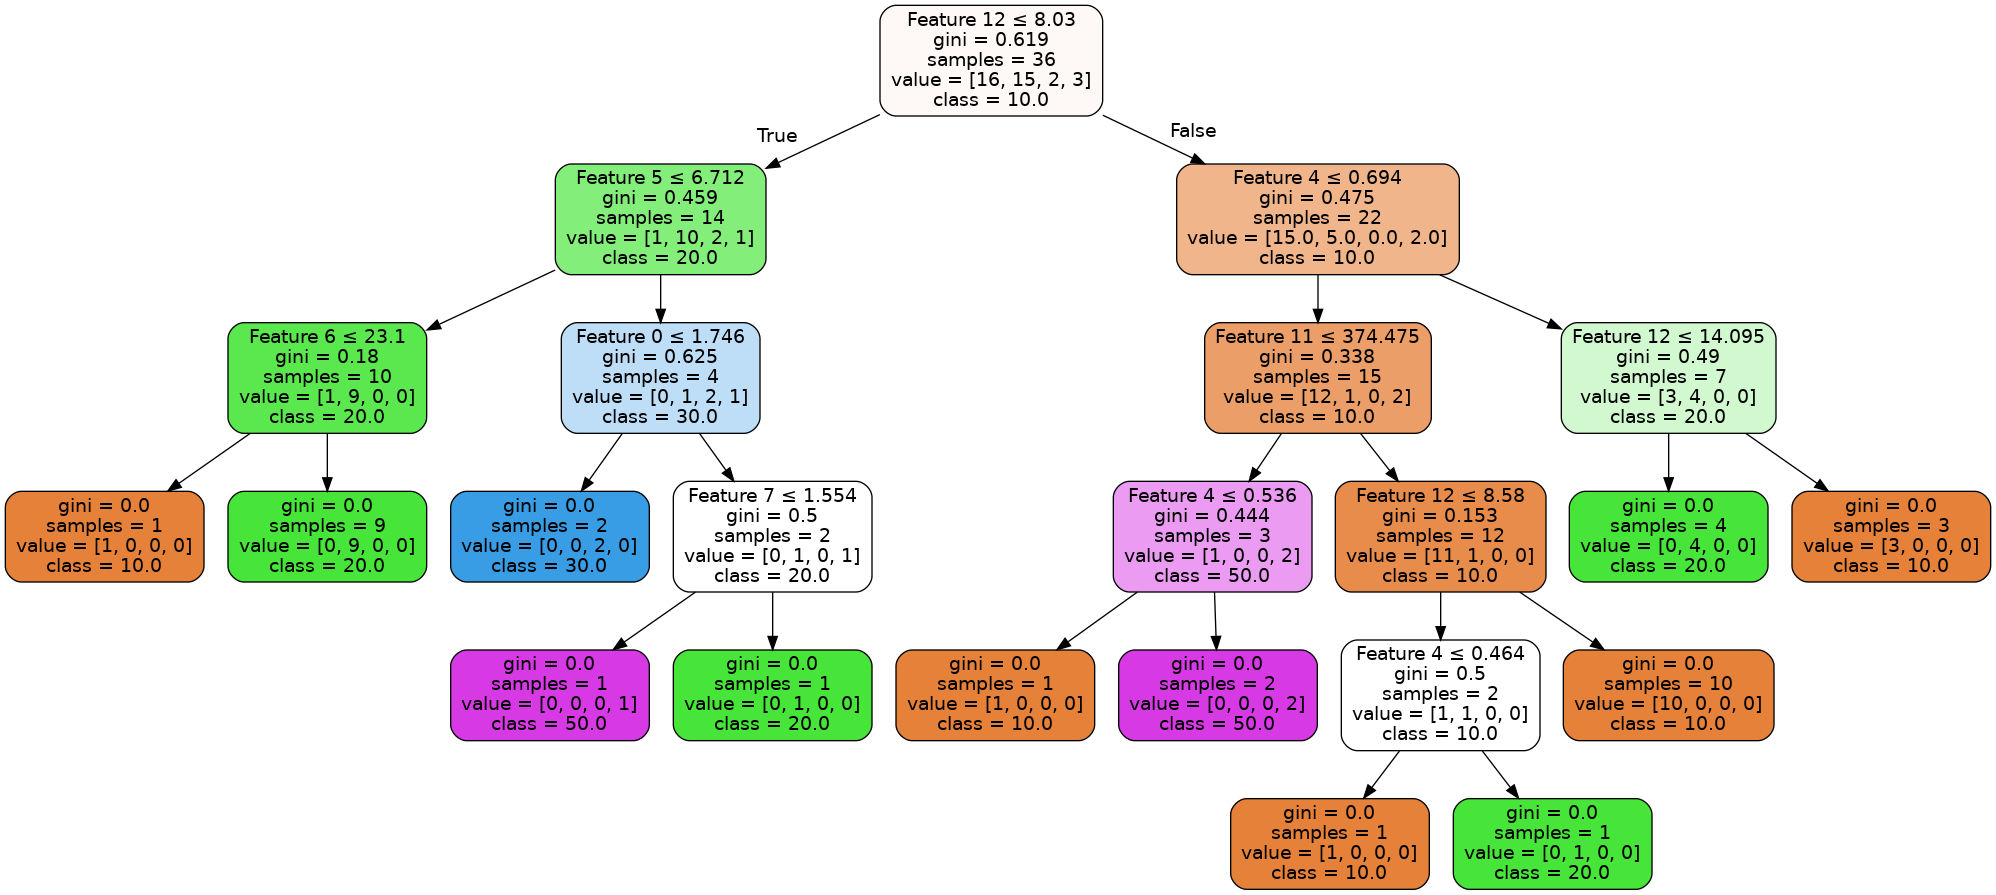 Feature 12 ≤ 8.03
gini = 0.619
samples = 36
value = [16, 15, 2, 3]
class = 10.0
True
False
Feature 5 ≤ 6.712
gini = 0.459
samples = 14
value = [1, 10, 2, 1]
class = 20.0
Feature 4 ≤ 0.694
gini = 0.475
samples = 22
value = [15.0, 5.0, 0.0, 2.0]
class = 10.0
Feature 6 ≤ 23.1
gini = 0.18
samples = 10
value = [1, 9, 0, 0]
class = 20.0
Feature 0 ≤ 1.746
gini = 0.625
samples = 4
value = [0, 1, 2, 1]
class = 30.0
Feature 11 ≤ 374.475
gini = 0.338
samples = 15
value = [12, 1, 0, 2]
class = 10.0
Feature 12 ≤ 14.095
gini = 0.49
samples = 7
value = [3, 4, 0, 0]
class = 20.0
gini = 0.0
samples = 1
value = [1, 0, 0, 0]
class = 10.0
gini = 0.0
samples = 9
value = [0, 9, 0, 0]
class = 20.0
gini = 0.0
samples = 2
value = [0, 0, 2, 0]
class = 30.0
Feature 7 ≤ 1.554
gini = 0.5
samples = 2
value = [0, 1, 0, 1]
class = 20.0
Feature 4 ≤ 0.536
gini = 0.444
samples = 3
value = [1, 0, 0, 2]
class = 50.0
Feature 12 ≤ 8.58
gini = 0.153
samples = 12
value = [11, 1, 0, 0]
class = 10.0
gini = 0.0
samples = 4
value = [0, 4, 0, 0]
class = 20.0
gini = 0.0
samples = 3
value = [3, 0, 0, 0]
class = 10.0
gini = 0.0
samples = 1
value = [0, 0, 0, 1]
class = 50.0
gini = 0.0
samples = 1
value = [0, 1, 0, 0]
class = 20.0
gini = 0.0
samples = 1
value = [1, 0, 0, 0]
class = 10.0
gini = 0.0
samples = 2
value = [0, 0, 0, 2]
class = 50.0
Feature 4 ≤ 0.464
gini = 0.5
samples = 2
value = [1, 1, 0, 0]
class = 10.0
gini = 0.0
samples = 10
value = [10, 0, 0, 0]
class = 10.0
gini = 0.0
samples = 1
value = [1, 0, 0, 0]
class = 10.0
gini = 0.0
samples = 1
value = [0, 1, 0, 0]
class = 20.0